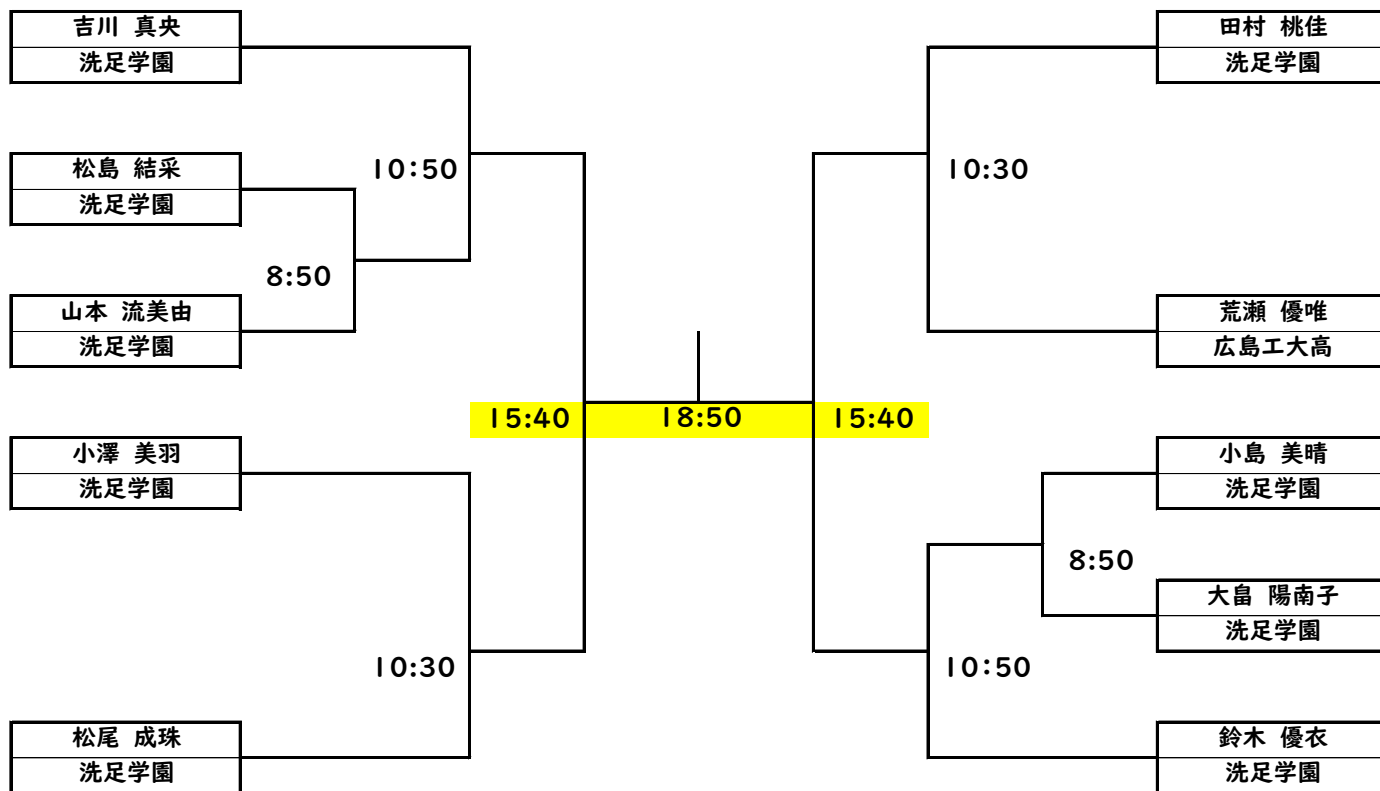 吉川 真央
洗足学園
松島 結采
洗足学園
10:50
8:50
山本 流美由
洗足学園
小澤 美羽
洗足学園
10:30
松尾 成珠
洗足学園
15:40
18:50
15:40
田村 桃佳
洗足学園
10:30
荒瀬 優唯
広島工大高
小島 美晴
洗足学園
8:50
大畠 陽南子
洗足学園
10:50
鈴木 優衣
洗足学園